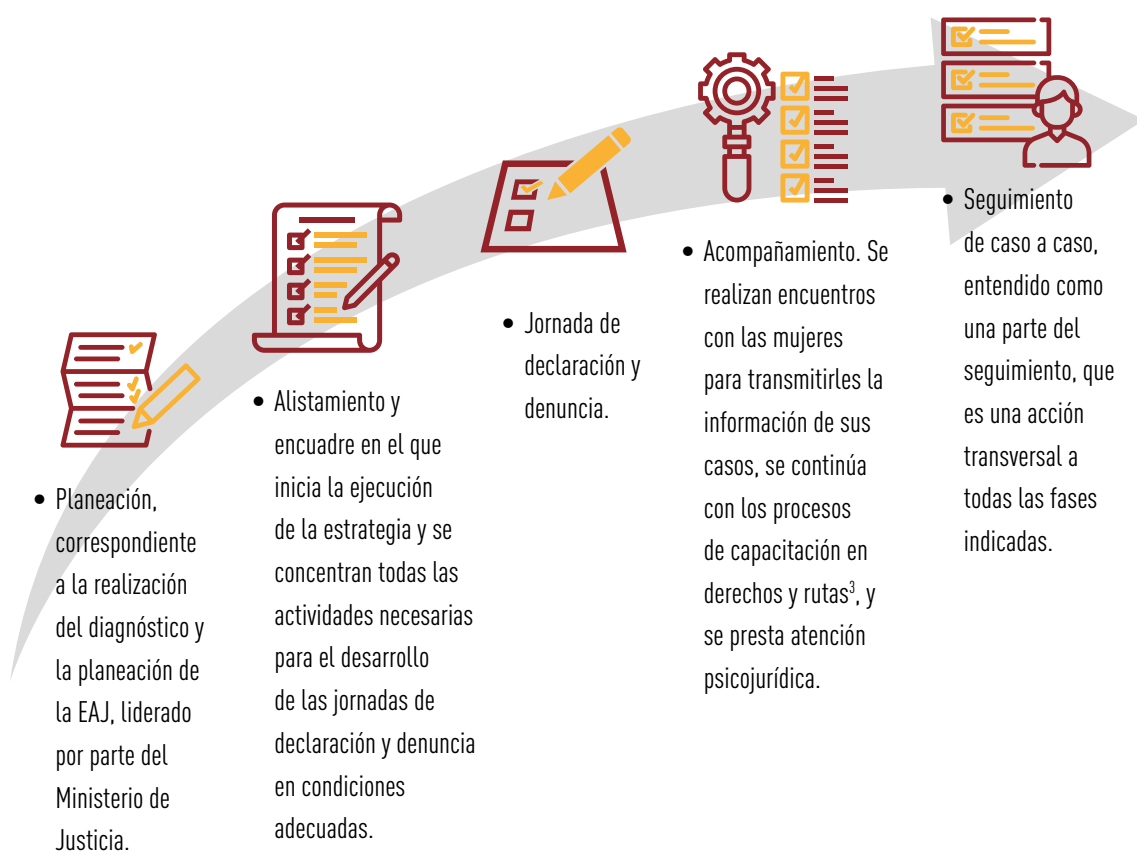 • Planeación,
correspondiente
a la realización
del diagnóstico y
la planeación de
la EAJ, liderado
por parte del
Ministerio de
Justicia.
• Alistamiento y
encuadre en el que
inicia la ejecución
de la estrategia y se
concentran todas las
actividades necesarias
para el desarrollo
de las jornadas de
declaración y denuncia
en condiciones
adecuadas.
• Jornada de
declaración y
denuncia.
• Acompañamiento. Se
realizan encuentros
con las mujeres
para transmitirles la
información de sus
casos, se continúa
con los procesos
de capacitación en
derechos y rutas³, y
se presta atención
psicojurídica.
• Seguimiento
de caso a caso,
entendido como
una parte del
seguimiento, que
es una acción
transversal a
todas las fases
indicadas.